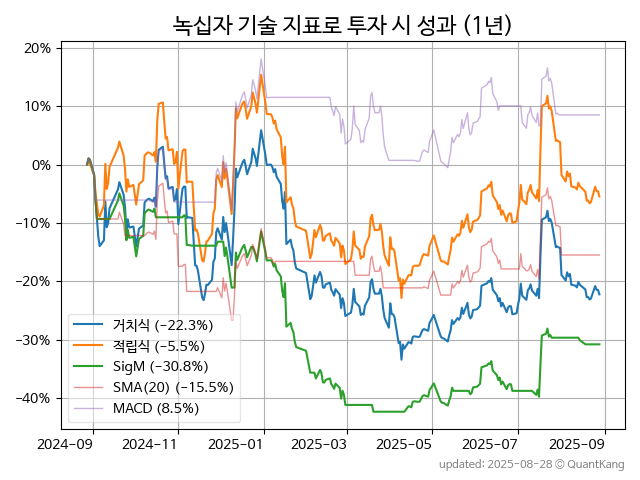 녹십자 기술 지표로 투자 시 성과 (1년)
20%
10%
0%
−10%
−20%
−30%
−40%
거치식 (−22.3%)
적립식 (−5.5%)
SigM (−30.8%)
SMA(20) (−15.5%)
MACD (8.5%)
2024-09
2024-11
2025-01
2025-03
2025-05
2025-07
2025-09
updated: 2025-08-28 © QuantKang